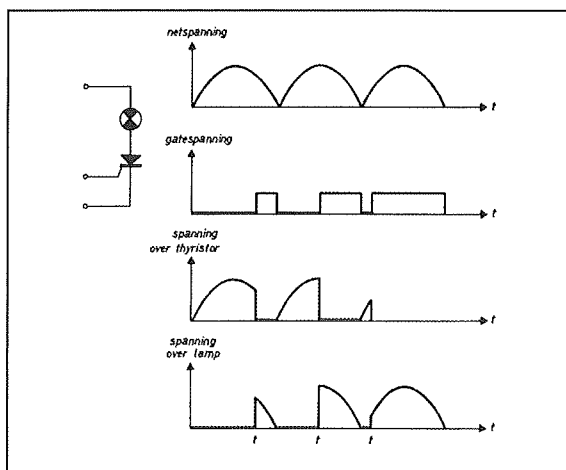 netspanning
t
gatespanning
t
spanning
over thyristor
t
spanning
over lamp
t
t
t
t